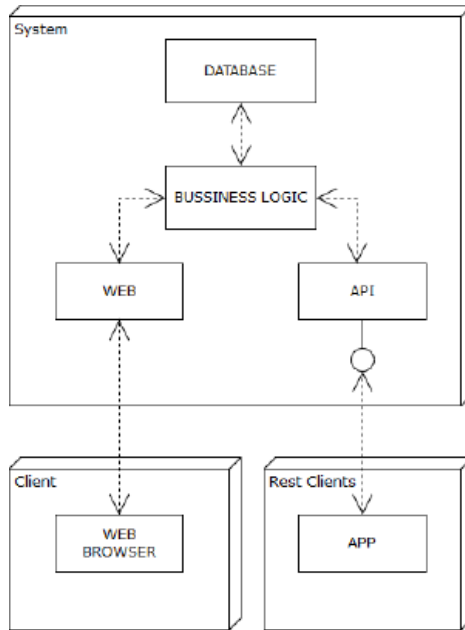 System
DATABASE
BUSSINESS LOGIC
WEB
API
Client
Rest Clients
WEB
BROWSER
APP